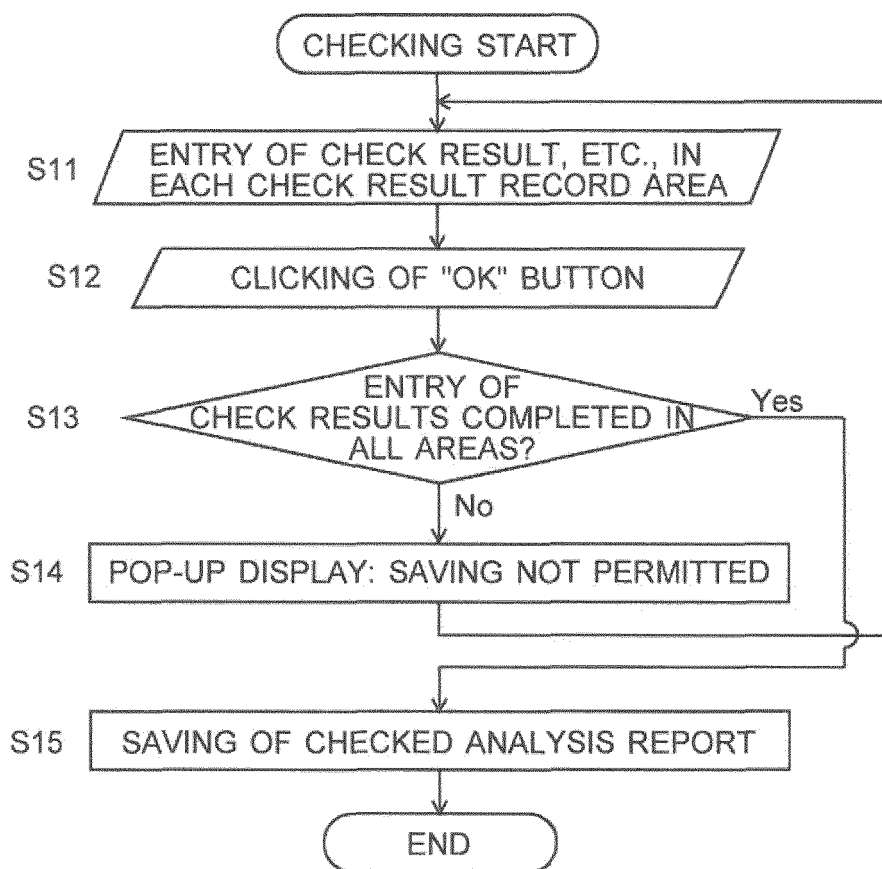 CHECKING START
S11
ENTRY OF CHECK RESULT, ETC., IN
EACH CHECK RESULT RECORD AREA
S12
CLICKING OF "OK" BUTTON
S13
ENTRY OF
CHECK RESULTS COMPLETED IN
ALL AREAS?
Yes
No
S14
POP-UP DISPLAY: SAVING NOT PERMITTED
S15
SAVING OF CHECKED ANALYSIS REPORT
END